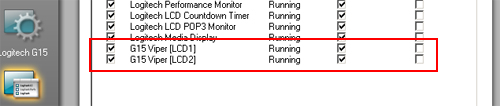 Logitech Performance Monitor Running
Logitech LCD Countdown Timer Running
Logitech LCD POP3 Monitor Running
Logitech Media Display Running
G15 Viper [LCD1] Running
G15 Viper [LCD2] Running
Logitech G15